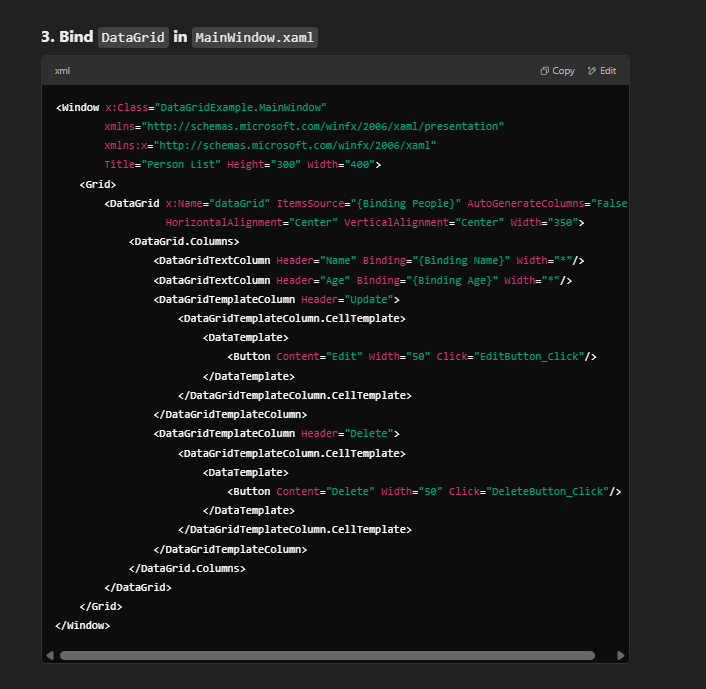 3. Bind DataGrid in MainWindow.xaml
xml Copy Edit
<Window x:Class="DataGridExample.MainWindow"
        xmlns="http://schemas.microsoft.com/winfx/2006/xaml/presentation"
        xmlns:x="http://schemas.microsoft.com/winfx/2006/xaml"
        Title="Person List" Height="300" Width="400">
    <Grid>
        <DataGrid x:Name="dataGrid" ItemsSource="{Binding People}" AutoGenerateColumns="False
                  HorizontalAlignment="Center" VerticalAlignment="Center" Width="350">
            <DataGrid.Columns>
                <DataGridTextColumn Header="Name" Binding="{Binding Name}" Width="*"/>
                <DataGridTextColumn Header="Age" Binding="{Binding Age}" Width="*"/>
                <DataGridTemplateColumn Header="Update">
                    <DataGridTemplateColumn.CellTemplate>
                        <DataTemplate>
                            <Button Content="Edit" Width="50" Click="EditButton_Click"/>
                        </DataTemplate>
                    </DataGridTemplateColumn.CellTemplate>
                </DataGridTemplateColumn>
                <DataGridTemplateColumn Header="Delete">
                    <DataGridTemplateColumn.CellTemplate>
                        <DataTemplate>
                            <Button Content="Delete" Width="50" Click="DeleteButton_Click"/>
                        </DataTemplate>
                    </DataGridTemplateColumn.CellTemplate>
                </DataGridTemplateColumn>
            </DataGrid.Columns>
        </DataGrid>
    </Grid>
</Window>